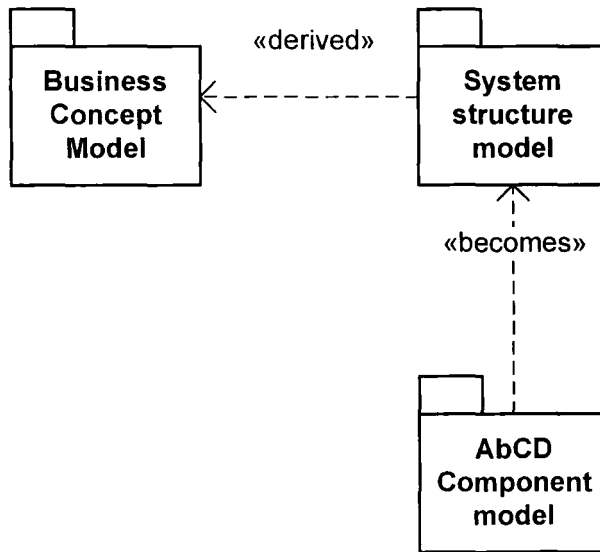 «derived»
Business
Concept
Model
System
structure
model
«becomes»
AbCD
Component
model